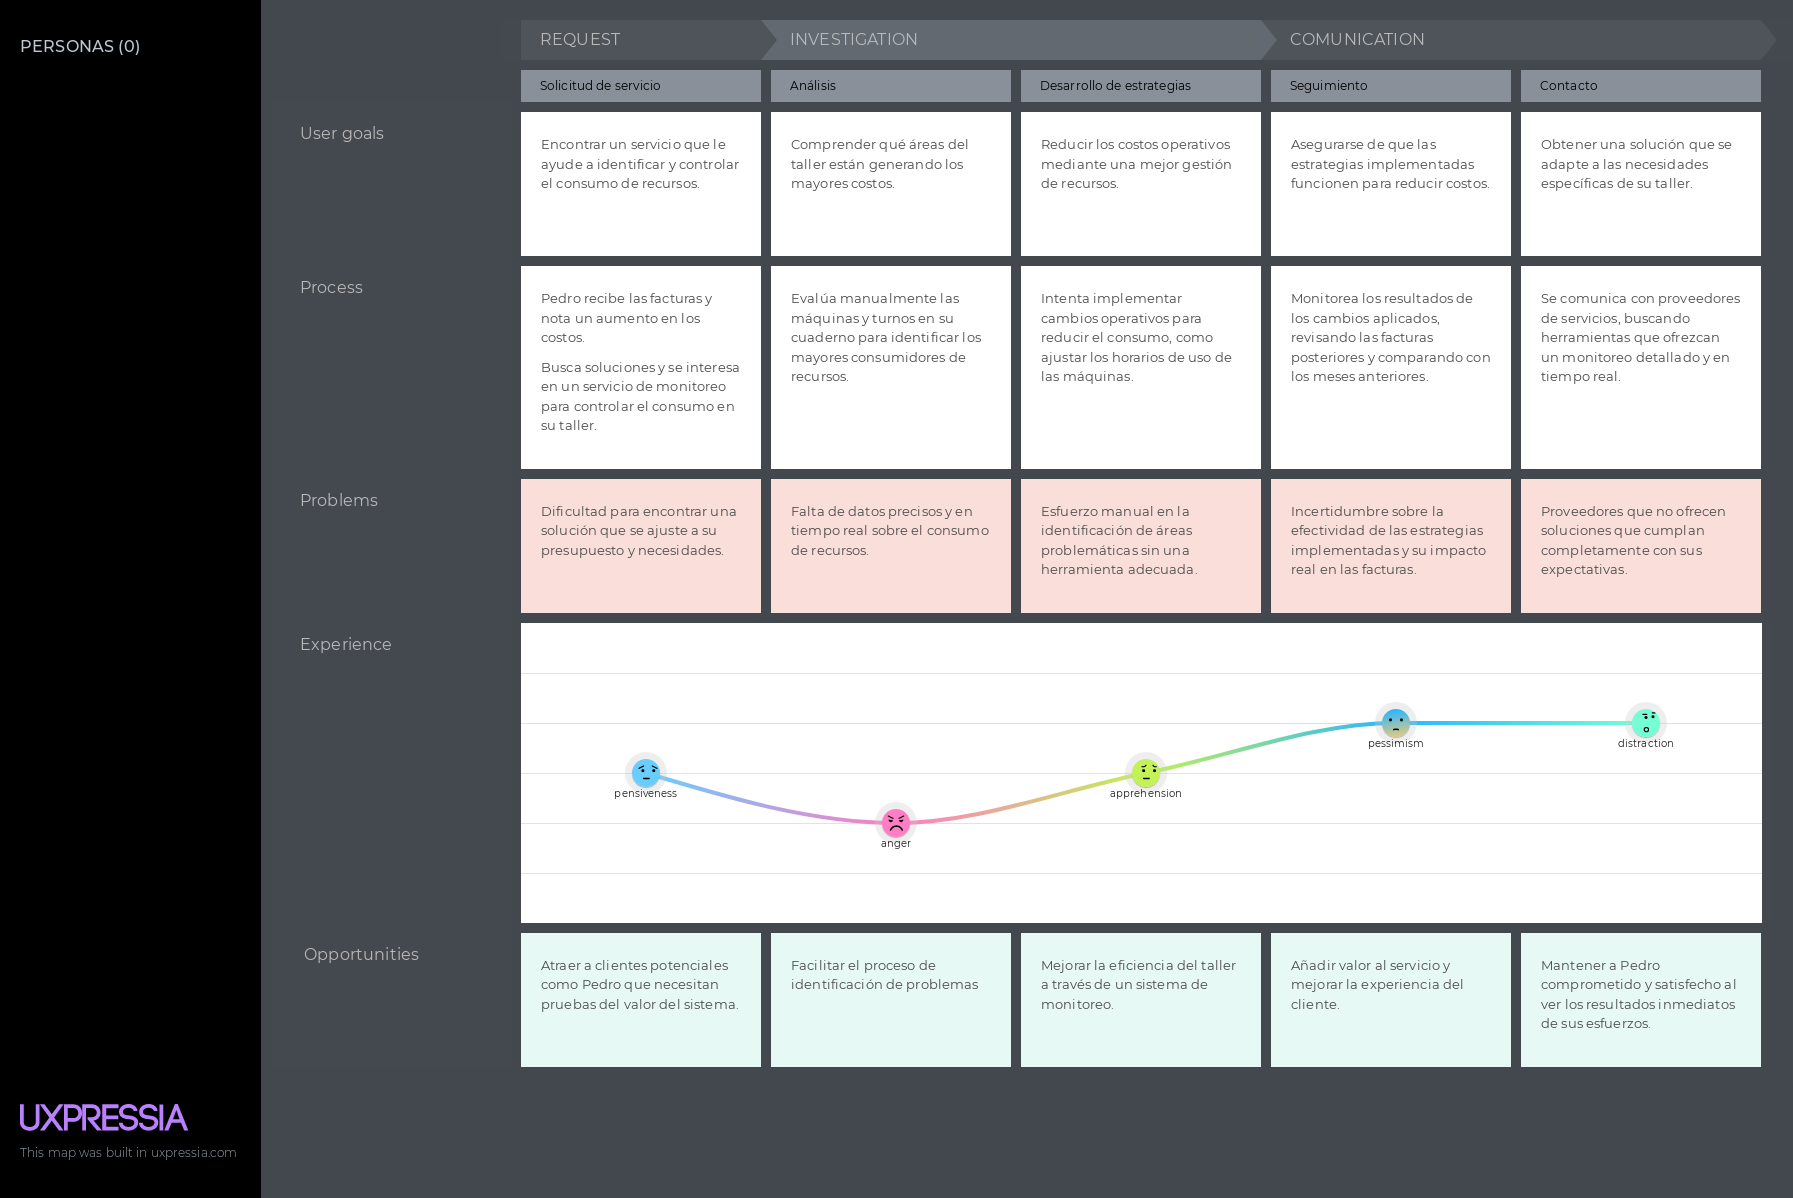 PERSONAS (0)
REQUEST
INVESTIGATION
COMUNICATION
Solicitud de servicio
Análisis
Desarrollo de estrategias
Seguimiento
Contacto
User goals
Encontrar un servicio que le
ayude a identificar y controlar
el consumo de recursos.
Comprender qué áreas del
taller están generando los
mayores costos.
Reducir los costos operativos
mediante una mejor gestión
de recursos.
Asegurarse de que las
estrategias implementadas
funcionen para reducir costos.
Obtener una solución que se
adapte a las necesidades
específicas de su taller.
Process
Pedro recibe las facturas y
nota un aumento en los
costos.
Busca soluciones y se interesa
en un servicio de monitoreo
para controlar el consumo en
su taller.
Evalúa manualmente las
máquinas y turnos en su
cuaderno para identificar los
mayores consumidores de
recursos.
Intenta implementar
cambios operativos para
reducir el consumo, como
ajustar los horarios de uso de
las máquinas.
Monitorea los resultados de
los cambios aplicados,
revisando las facturas
posteriores y comparando con
los meses anteriores.
Se comunica con proveedores
de servicios, buscando
herramientas que ofrezcan
un monitoreo detallado y en
tiempo real.
Problems
Dificultad para encontrar una
solución que se ajuste a su
presupuesto y necesidades.
Falta de datos precisos y en
tiempo real sobre el consumo
de recursos.
Esfuerzo manual en la
identificación de áreas
problemáticas sin una
herramienta adecuada.
Incertidumbre sobre la
efectividad de las estrategias
implementadas y su impacto
real en las facturas.
Proveedores que no ofrecen
soluciones que cumplan
completamente con sus
expectativas.
Experience
pensiveness
anger
apprehension
pessimism
distraction
Opportunities
Atraer a clientes potenciales
como Pedro que necesitan
pruebas del valor del sistema.
Facilitar el proceso de
identificación de problemas
Mejorar la eficiencia del taller
a través de un sistema de
monitoreo.
Añadir valor al servicio y
mejorar la experiencia del
cliente.
Mantener a Pedro
comprometido y satisfecho al
ver los resultados inmediatos
de sus esfuerzos.
UXPRESSIA
This map was built in uxpressia.com